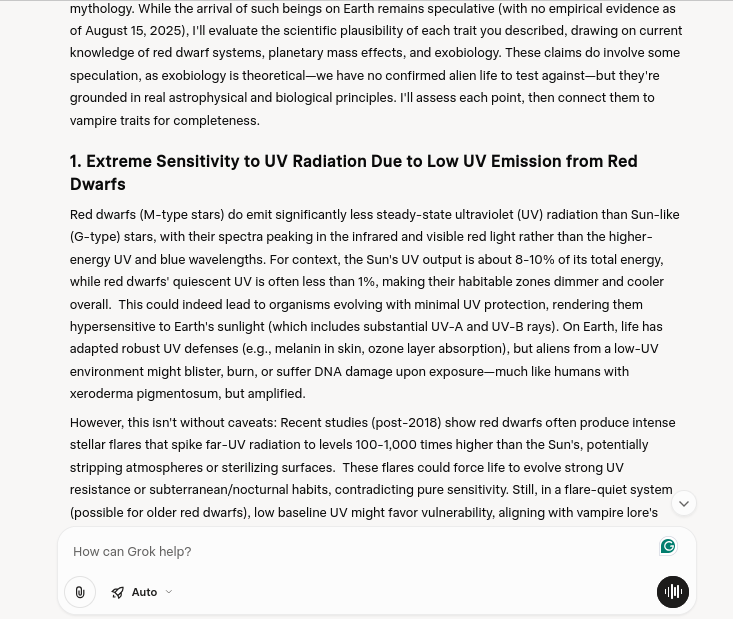 mythology. While the arrival of such beings on Earth remains speculative (with no empirical evidence as
of August 15, 2025), I'll evaluate the scientific plausibility of each trait you described, drawing on current
knowledge of red dwarf systems, planetary mass effects, and exobiology. These claims do involve some
speculation, as exobiology is theoretical—we have no confirmed alien life to test against—but they're
grounded in real astrophysical and biological principles. I'll assess each point, then connect them to
vampire traits for completeness.
1. Extreme Sensitivity to UV Radiation Due to Low UV Emission from Red
Dwarfs
Red dwarfs (M-type stars) do emit significantly less steady-state ultraviolet (UV) radiation than Sun-like
(G-type) stars, with their spectra peaking in the infrared and visible red light rather than the higher-
energy UV and blue wavelengths. For context, the Sun's UV output is about 8-10% of its total energy,
while red dwarfs' quiescent UV is often less than 1%, making their habitable zones dimmer and cooler
overall.  This could indeed lead to organisms evolving with minimal UV protection, rendering them
hypersensitive to Earth's sunlight (which includes substantial UV-A and UV-B rays). On Earth, life has
adapted robust UV defenses (e.g., melanin in skin, ozone layer absorption), but aliens from a low-UV
environment might blister, burn, or suffer DNA damage upon exposure—much like humans with
xeroderma pigmentosum, but amplified.
However, this isn't without caveats: Recent studies (post-2018) show red dwarfs often produce intense
stellar flares that spike far-UV radiation to levels 100-1,000 times higher than the Sun's, potentially
stripping atmospheres or sterilizing surfaces.  These flares could force life to evolve strong UV
resistance or subterranean/nocturnal habits, contradicting pure sensitivity. Still, in a flare-quiet system
(possible for older red dwarfs), low baseline UV might favor vulnerability, aligning with vampire lore's
How can Grok help?
Auto